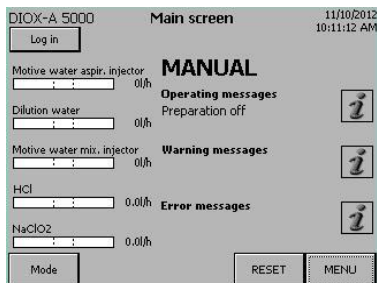 DIOX-A 5000 Main screen 11/10/2012
10:11:12 AM
Log in
Motive water aspir. injector
0l/h
Dilution water
0l/h
Motive water mix. injector
0l/h
HCl
0.0l/h
NaClO2
0.0l/h
MANUAL
Operating messages
Preparation off
Warning messages
Error messages
Mode RESET MENU